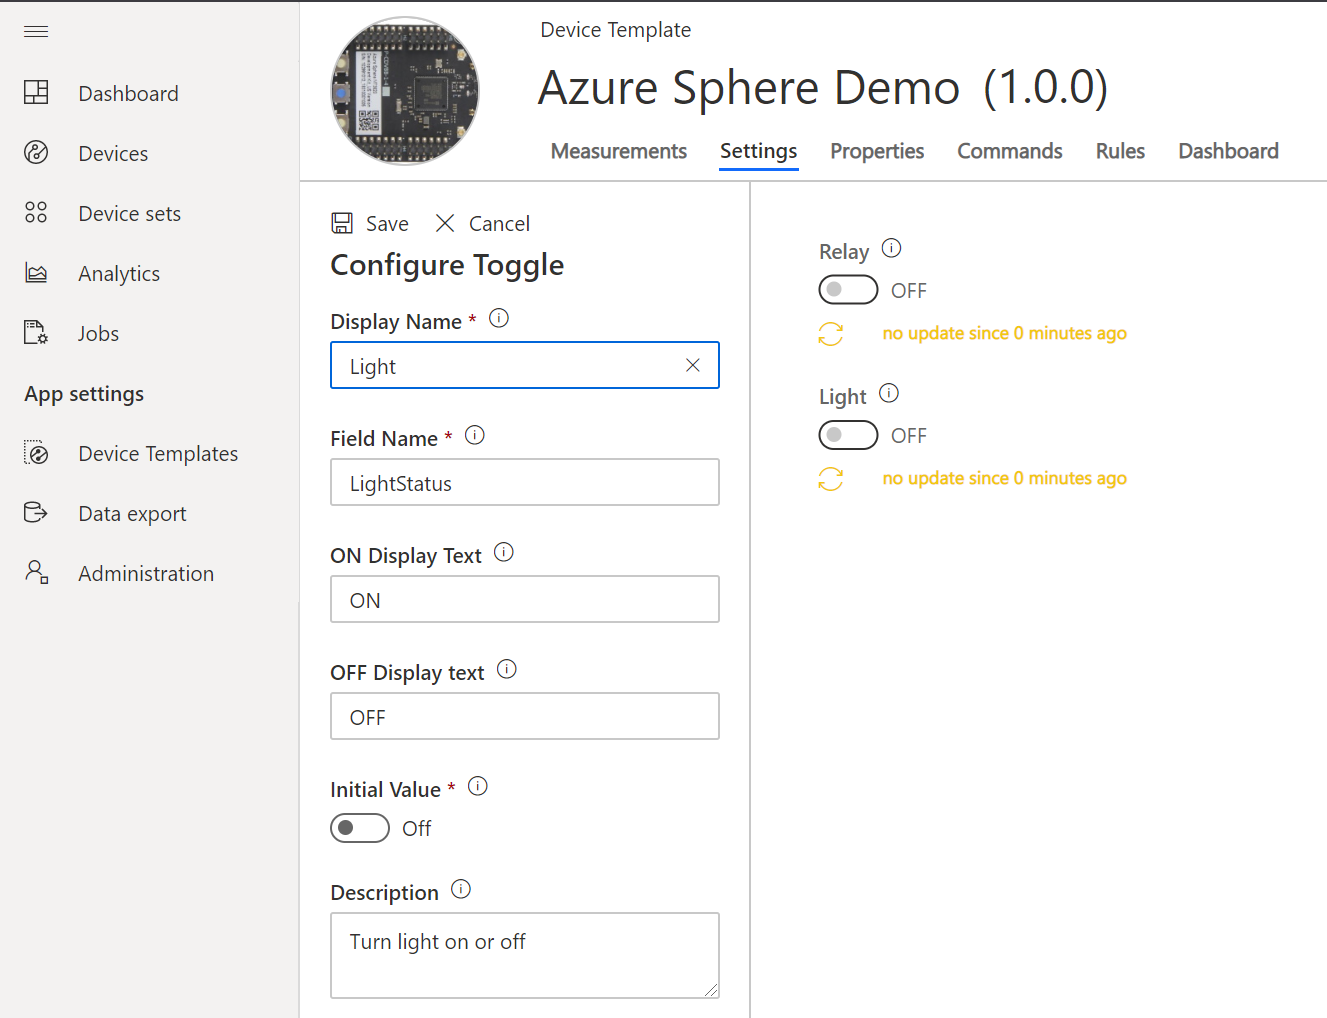 Dashboard
Devices
Device sets
Analytics
Jobs
App settings
Device Templates
Data export
Administration
Device Template
Azure Sphere Demo (1.0.0)
Measurements Settings Properties Commands Rules Dashboard
Save Cancel
Configure Toggle
Display Name *
Light
Field Name *
LightStatus
ON Display Text
ON
OFF Display text
OFF
Initial Value *
Off
Description
Turn light on or off
Relay
OFF
no update since 0 minutes ago
Light
OFF
no update since 0 minutes ago